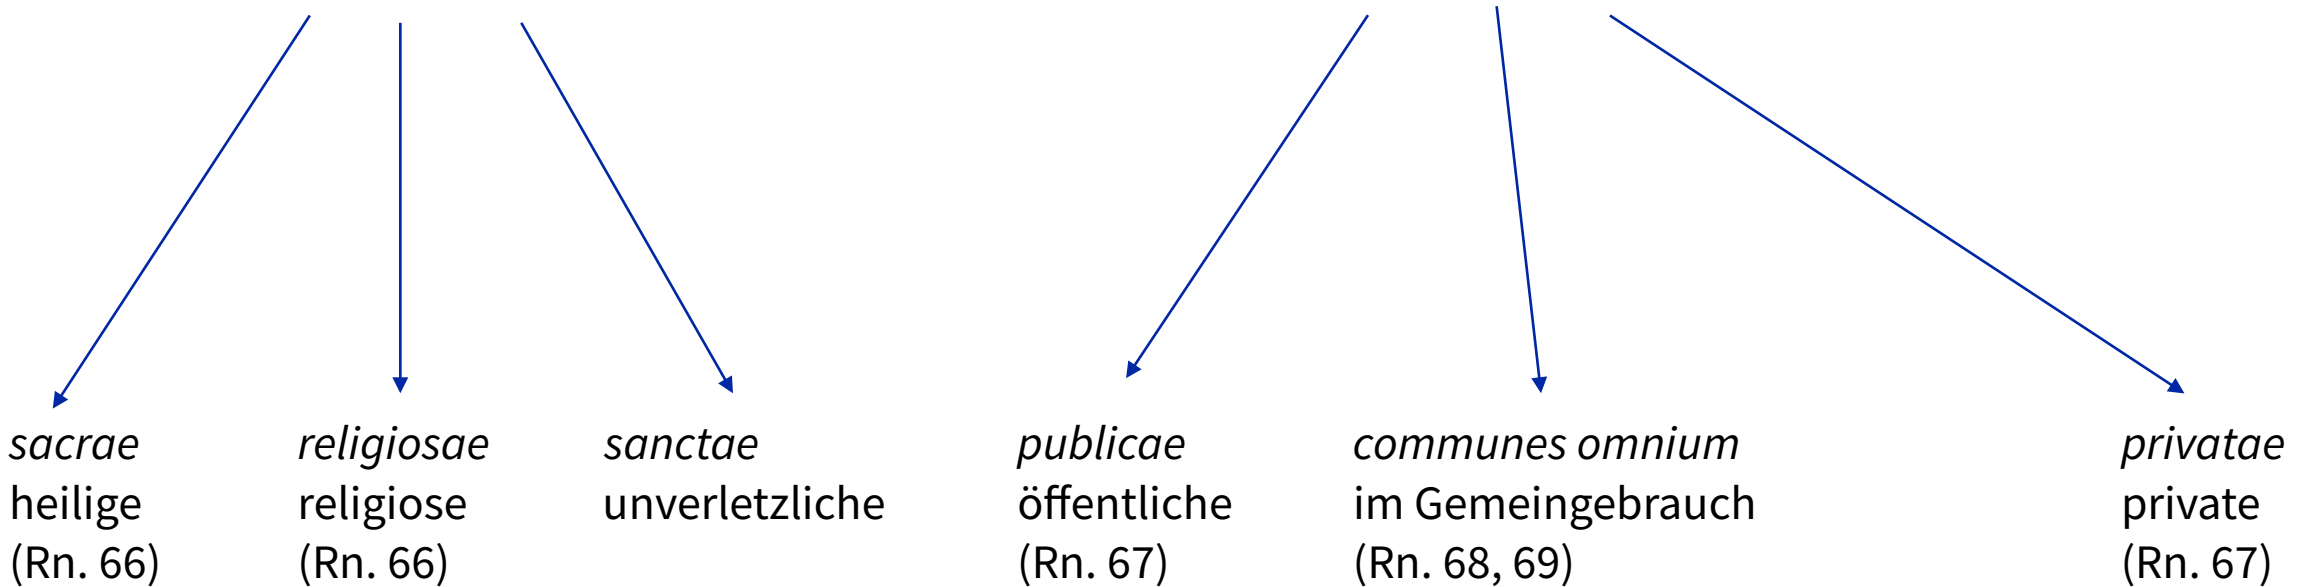 sacrae
heilige
(Rn. 66)
religiosae
religiose
(Rn. 66)
sanctae
unverletzliche
publicae
öffentliche
(Rn. 67)
communes omnium
im Gemeingebrauch
(Rn. 68, 69)
privatae
private
(Rn. 67)